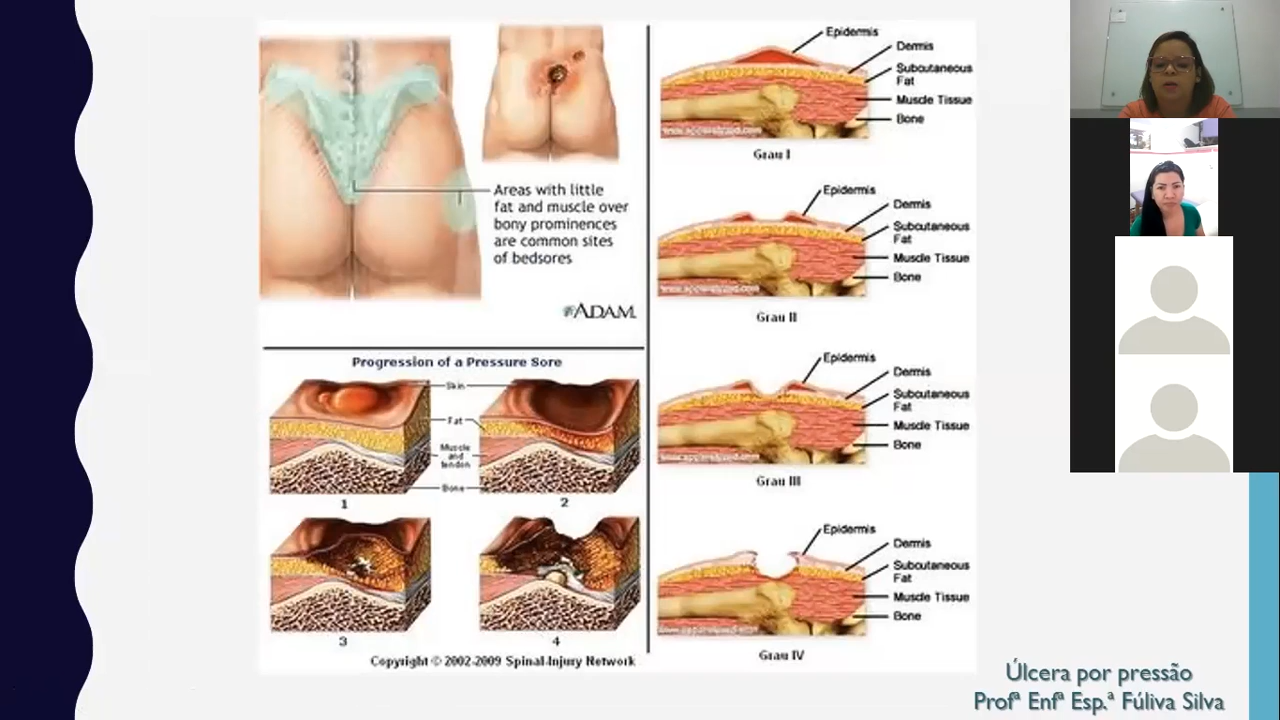 Areas with little
fat and muscle over
bony prominences
are common sites
of bedsores
ADAM.
Progression of a Pressure Sore
Skin
Fat
Muscle
and
tendon
Bone
1
2
3
4
Copyright © 2002-2009 Spinal-Injury Network
Epidermis
Dermis
Subcutaneous
Fat
Muscle Tissue
Bone
Grau I
Epidermis
Dermis
Subcutaneous
Fat
Muscle Tissue
Bone
Grau II
Epidermis
Dermis
Subcutaneous
Fat
Muscle Tissue
Bone
Grau III
Epidermis
Dermis
Subcutaneous
Fat
Muscle Tissue
Bone
Grau IV
Úlcera por pressão
Profª Enfª Esp.ª Fúliva Silva